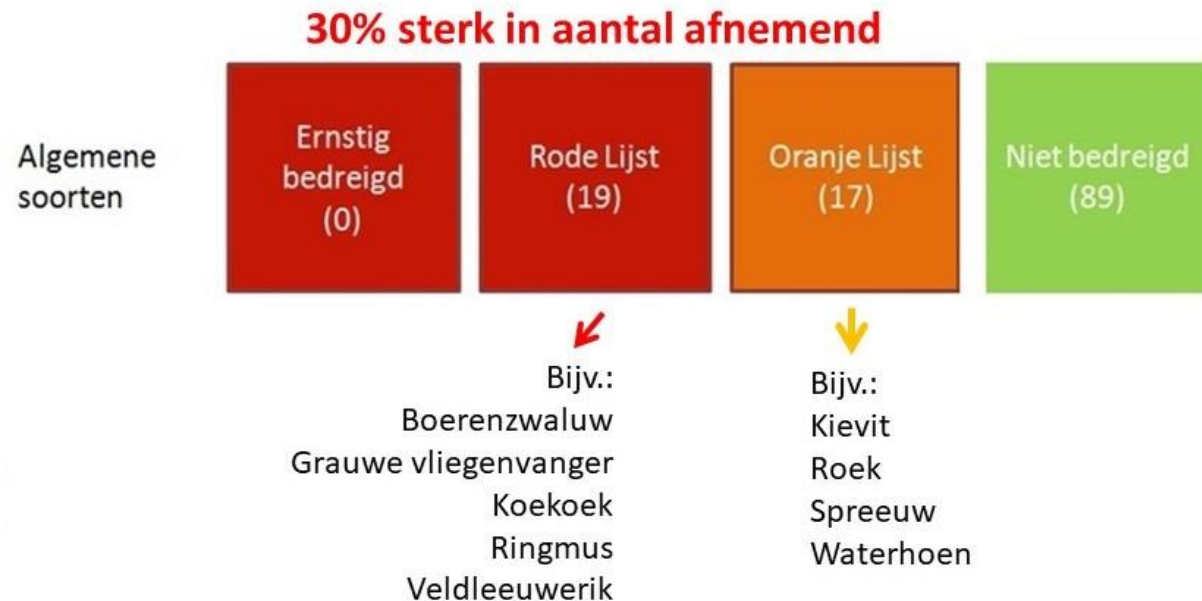 30% sterk in aantal afnemend
Algemene
soorten
Ernstig
bedreigd
(0)
Rode Lijst
(19)
Oranje Lijst
(17)
Niet bedreigd
(89)
Bijv.:
Boerenzwaluw
Grauwe vliegenvanger
Koekoek
Ringmus
Veldleeuwerik
Bijv.:
Kievit
Roek
Spreeuw
Waterhoen